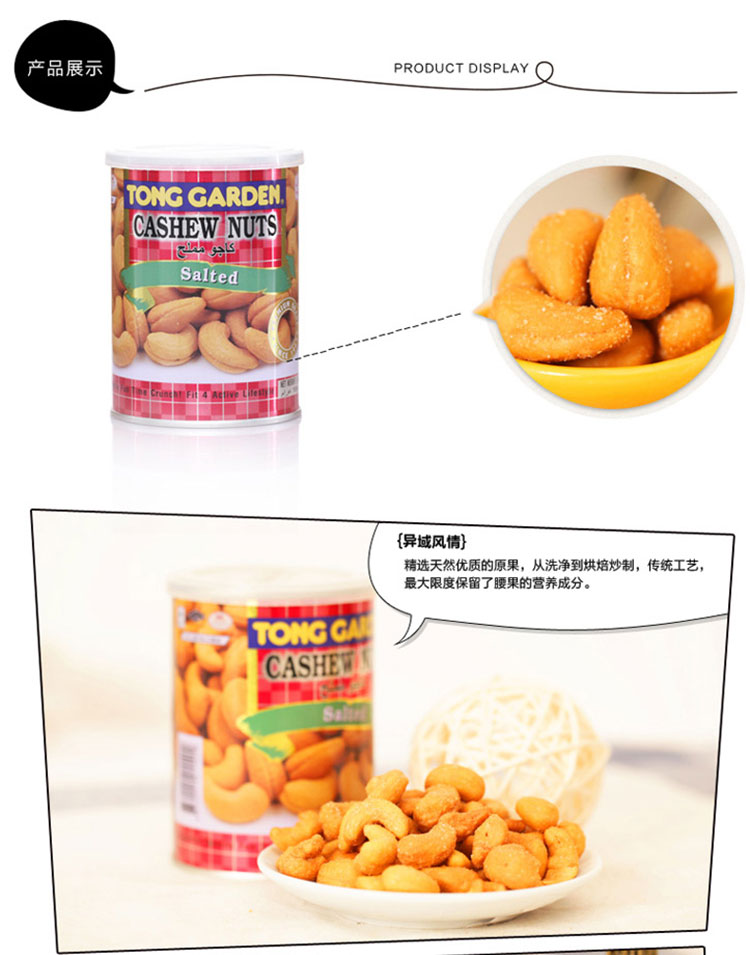 产品展示
PRODUCT DISPLAY
TONG GARDEN
CASHEW NUTS
كاجو مملح
Salted
Time Crunch! Fit 4 Active Lifestyle
{异域风情}
精选天然优质的原果，从洗净到烘焙炒制，传统工艺，
最大限度保留了腰果的营养成分。
TONG GAR
CASHEW N
Salted